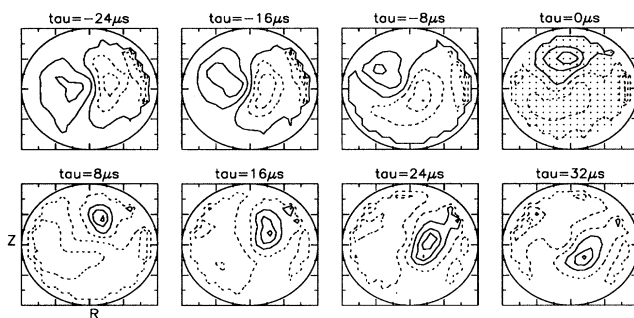 tau=−24μs
tau=−16μs
tau=−8μs
tau=0μs
tau=8μs
tau=16μs
tau=24μs
tau=32μs
Z
R